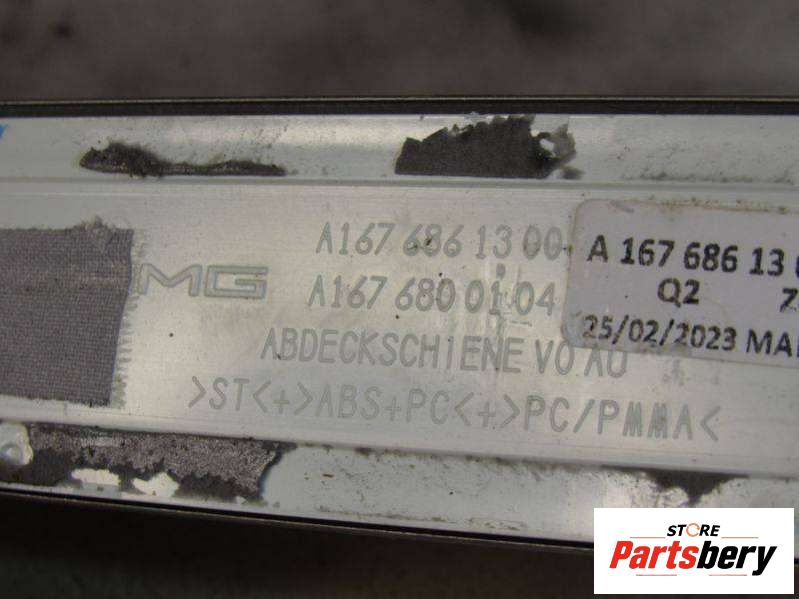 A167 686 13 00
MG
A167 680 01 04
ABDECKSCHIENE VO AU
>ST<+>ABS+PC<+>PC/PMMA<
A 167 686 13
Q2 Z
25/02/2023 MA
STORE
Partsbery